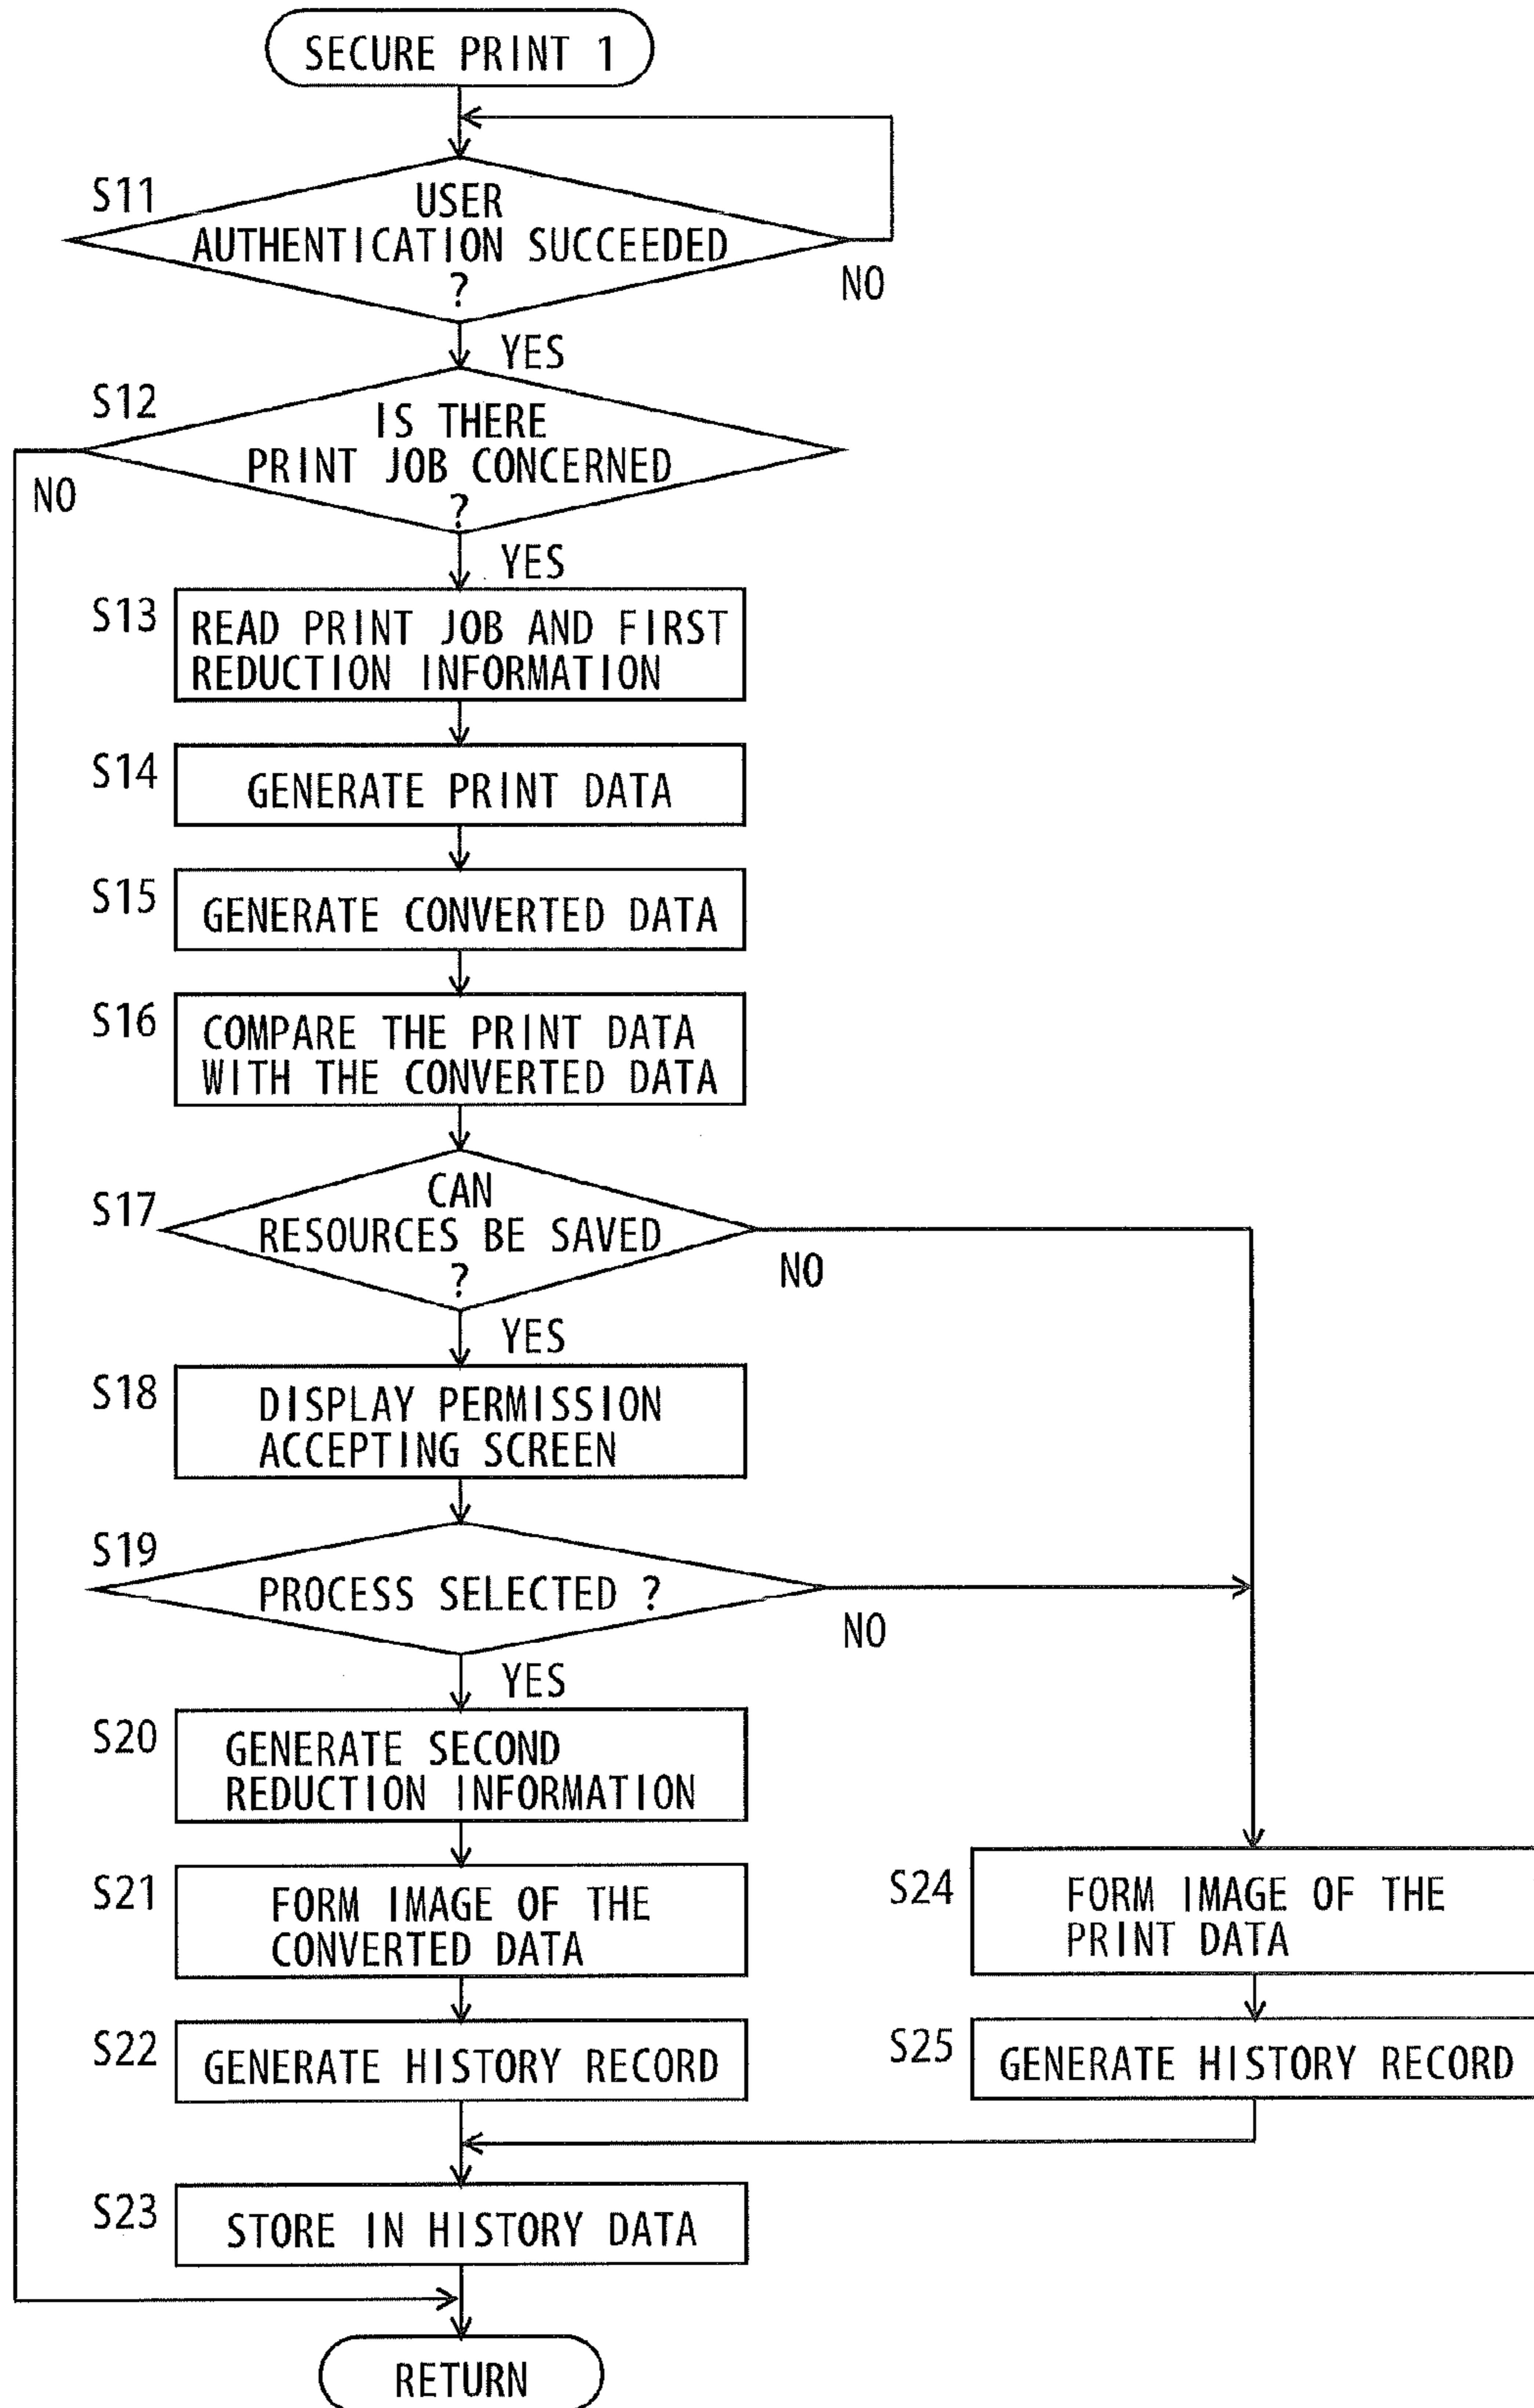 SECURE PRINT 1
S11
USER
AUTHENTICATION SUCCEEDED
?
NO
YES
S12
IS THERE
PRINT JOB CONCERNED
?
NO
YES
S13
READ PRINT JOB AND FIRST
REDUCTION INFORMATION
S14
GENERATE PRINT DATA
S15
GENERATE CONVERTED DATA
S16
COMPARE THE PRINT DATA
WITH THE CONVERTED DATA
S17
CAN
RESOURCES BE SAVED
?
NO
YES
S18
DISPLAY PERMISSION
ACCEPTING SCREEN
S19
PROCESS SELECTED ?
NO
YES
S20
GENERATE SECOND
REDUCTION INFORMATION
S21
FORM IMAGE OF THE
CONVERTED DATA
S24
FORM IMAGE OF THE
PRINT DATA
S22
GENERATE HISTORY RECORD
S25
GENERATE HISTORY RECORD
S23
STORE IN HISTORY DATA
RETURN